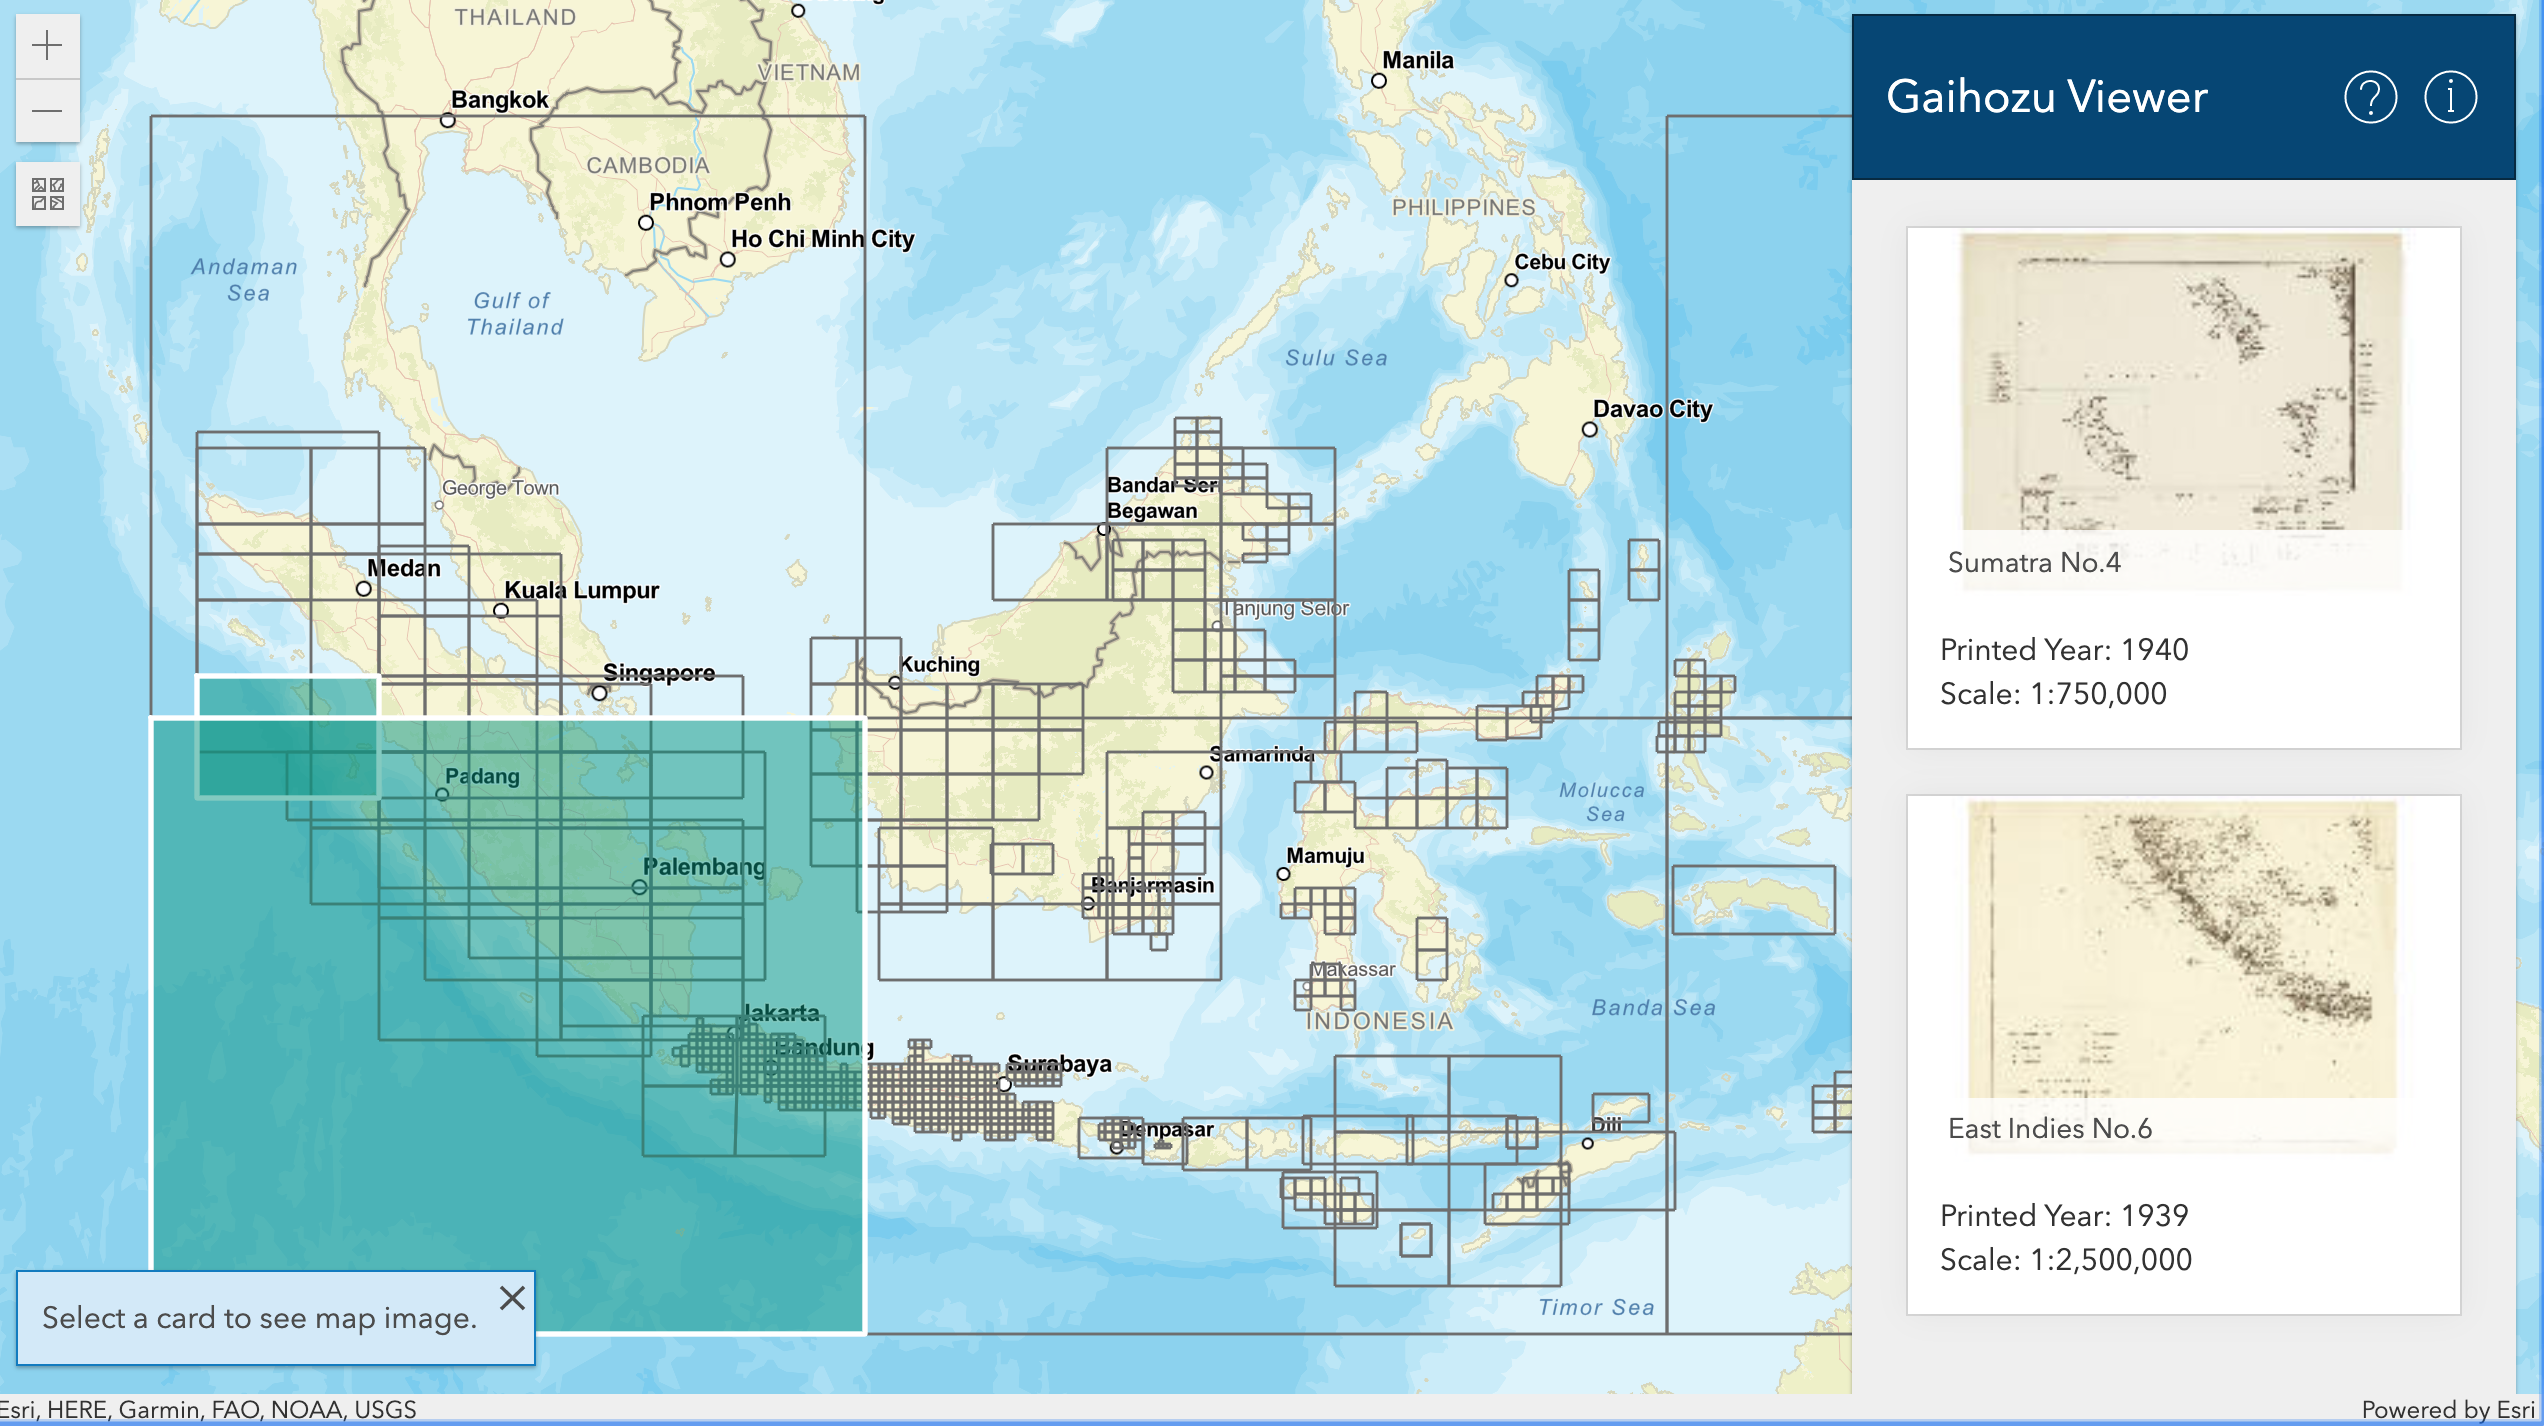 THAILAND
VIETNAM
Manila
Bangkok
CAMBODIA
Phnom Penh
Ho Chi Minh City
PHILIPPINES
Andaman
Sea
Gulf of
Thailand
Cebu City
Sulu Sea
Davao City
George Town
Bandar Ser
Begawan
Medan
Kuala Lumpur
Tanjung Selor
Singapore
Kuching
Samarinda
Padang
Molucca
Sea
Palembang
Mamuju
Banjarmasin
Makassar
Banda Sea
INDONESIA
Jakarta
Bandung
Surabaya
Denpasar
Dili
Timor Sea
Select a card to see map image.
Esri, HERE, Garmin, FAO, NOAA, USGS
Gaihozu Viewer
Sumatra No.4
Printed Year: 1940
Scale: 1:750,000
East Indies No.6
Printed Year: 1939
Scale: 1:2,500,000
Powered by Esri